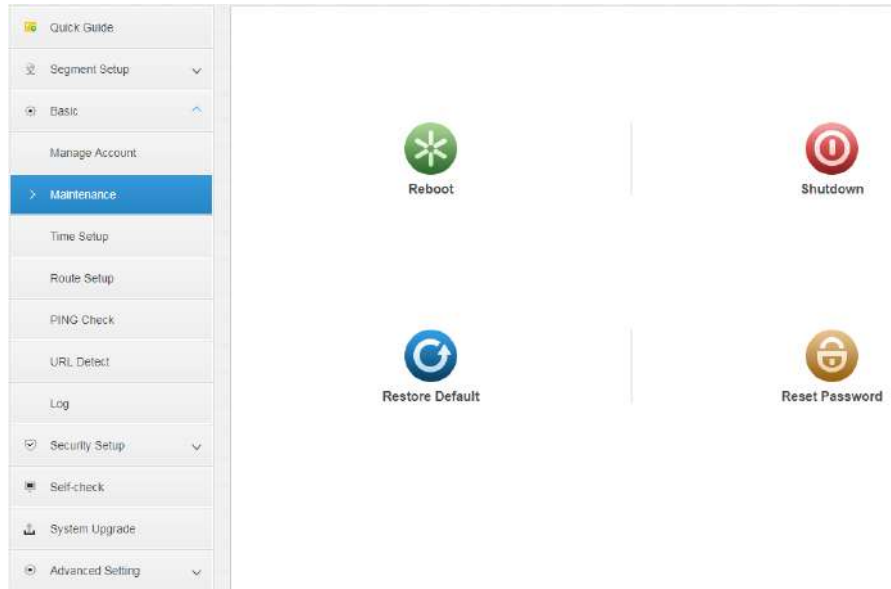 Quick Guide
Segment Setup
Basic
Manage Account
Maintenance
Time Setup
Route Setup
PING Check
URL Detect
Log
Security Setup
Self-check
System Upgrade
Advanced Setting
Reboot
Shutdown
Restore Default
Reset Password